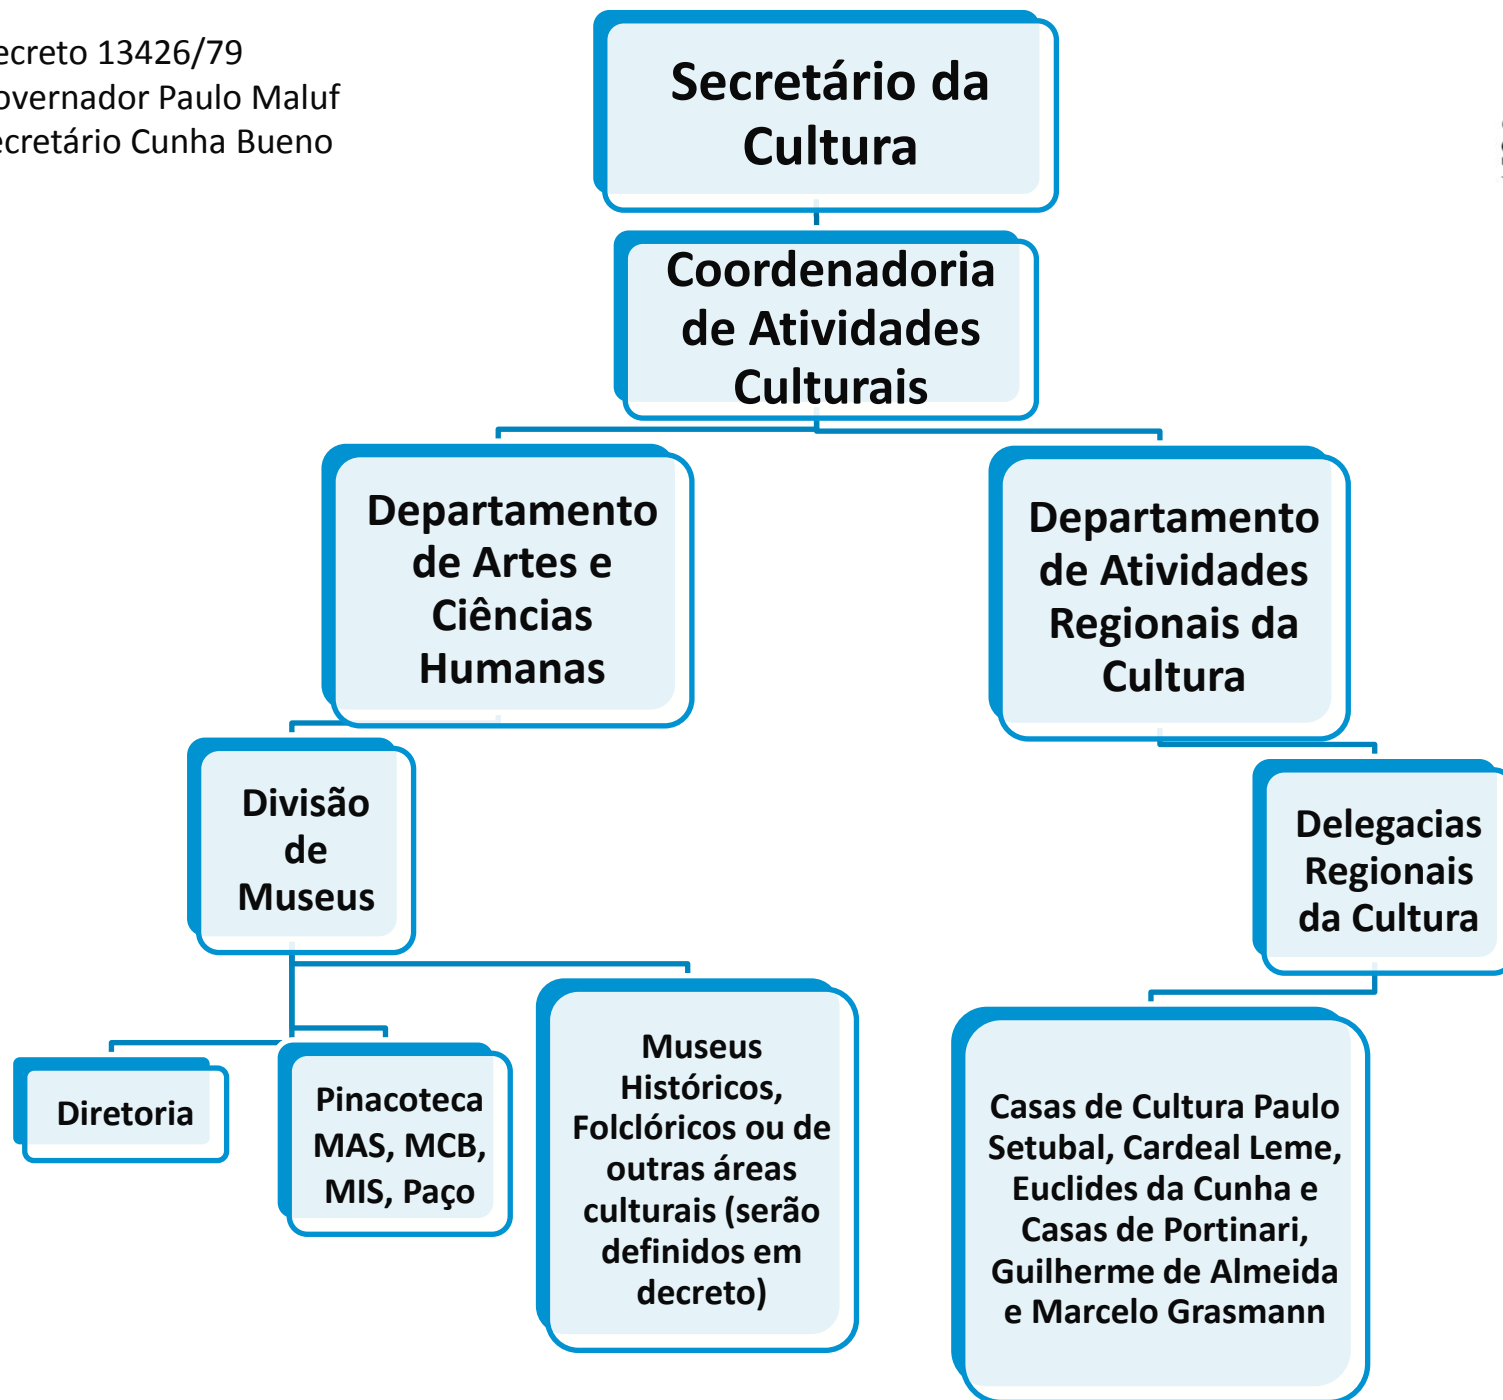 ecreto 13426/79
overnador Paulo Maluf
ecretário Cunha Bueno
Secretário da
Cultura
Coordenadoria
de Atividades
Culturais
Departamento
de Artes e
Ciências
Humanas
Departamento
de Atividades
Regionais da
Cultura
Divisão
de
Museus
Delegacias
Regionais
da Cultura
Diretoria
Pinacoteca
MAS, MCB,
MIS, Paço
Museus
Históricos,
Folclóricos ou de
outras áreas
culturais (serão
definidos em
decreto)
Casas de Cultura Paulo
Setubal, Cardeal Leme,
Euclides da Cunha e
Casas de Portinari,
Guilherme de Almeida
e Marcelo Grasmann